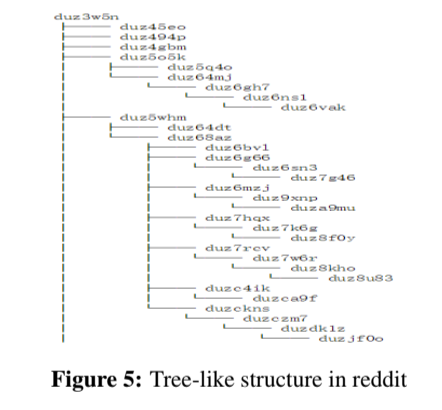 duz3w5n
duz45eo
duz494p
duz4gbm
duz5o5k
duz5q4o
duz64mj
duz6gh7
duz6ns1
duz6vak
duz5whm
duz64dt
duz68az
duz6bv1
duz6g66
duz6sn3
duz7g46
duz6mzj
duz9xnp
duza9mu
duz7hqx
duz7k6g
duz8f0y
duz7rcv
duz7w6r
duz8kho
duz8u83
duzc4ik
duzca9f
duzckns
duzczm7
duzdklz
duzjf0o
Figure 5: Tree-like structure in reddit